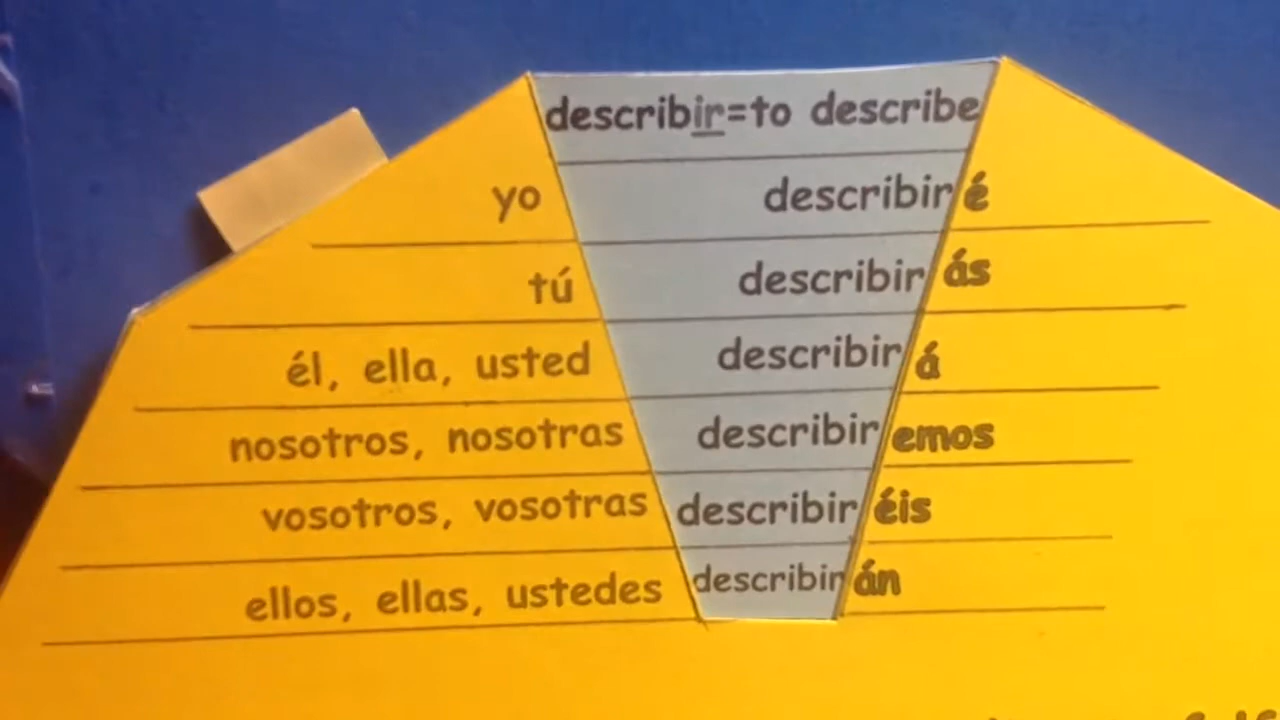 describir=to describe
yo describiré
tú describirás
él, ella, usted describirá
nosotros, nosotras describiremos
vosotros, vosotras describiréis
ellos, ellas, ustedes describirán